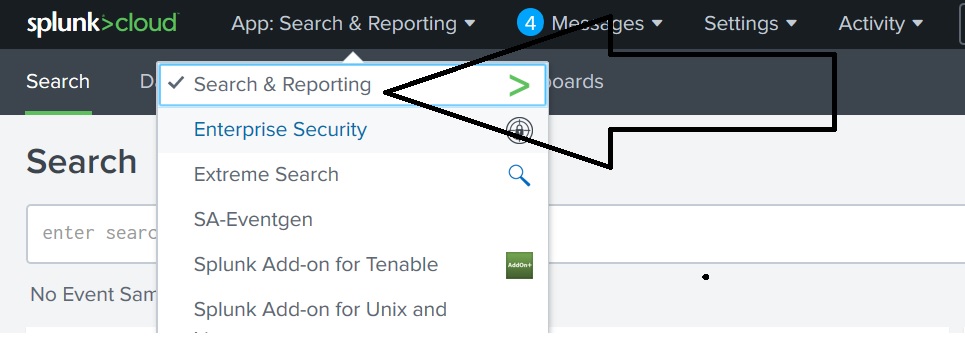 splunk>cloud App: Search & Reporting 4 Messages Settings Activity
Search D boards
Search & Reporting
Enterprise Security
Extreme Search
SA-Eventgen
Splunk Add-on for Tenable
AddOn+
Splunk Add-on for Unix and
Search
enter searc
No Event Sam